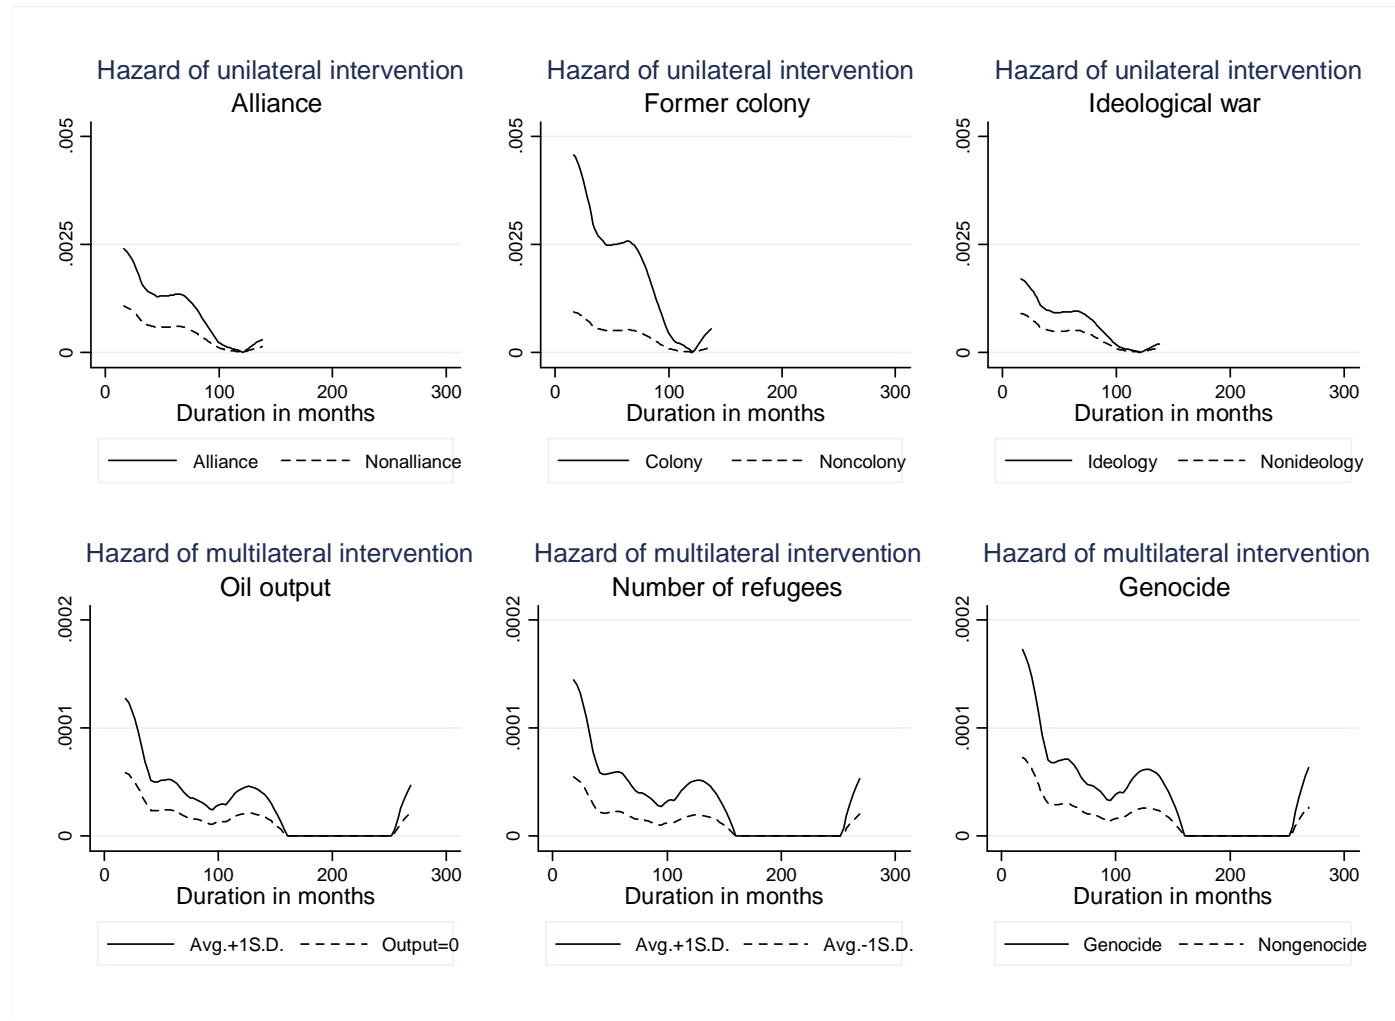 Hazard of unilateral intervention
Alliance
.005
.0025
0
0 100 200 300
Duration in months
Alliance Nonalliance
Hazard of unilateral intervention
Former colony
.005
.0025
0
0 100 200 300
Duration in months
Colony Noncolony
Hazard of unilateral intervention
Ideological war
.005
.0025
0
0 100 200 300
Duration in months
Ideology Nonideology
Hazard of multilateral intervention
Oil output
.0002
.0001
0
0 100 200 300
Duration in months
Avg.+1S.D. Output=0
Hazard of multilateral intervention
Number of refugees
.0002
.0001
0
0 100 200 300
Duration in months
Avg.+1S.D. Avg.-1S.D.
Hazard of multilateral intervention
Genocide
.0002
.0001
0
0 100 200 300
Duration in months
Genocide Nongenocide